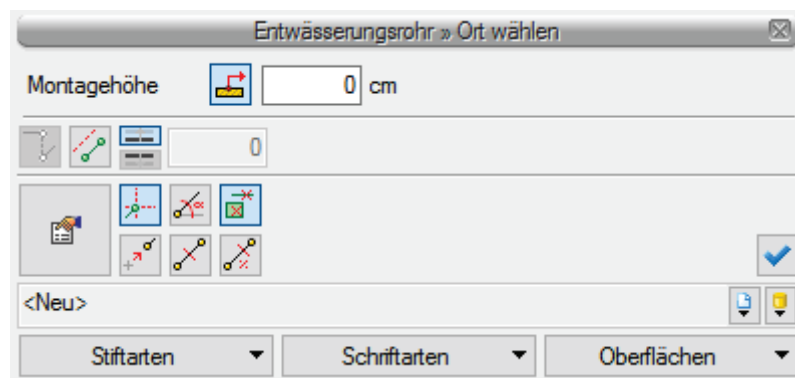 Entwässerungsrohr » Ort wählen
Montagehöhe 0 cm
0
<Neu>
Stiftarten Schriftarten Oberflächen